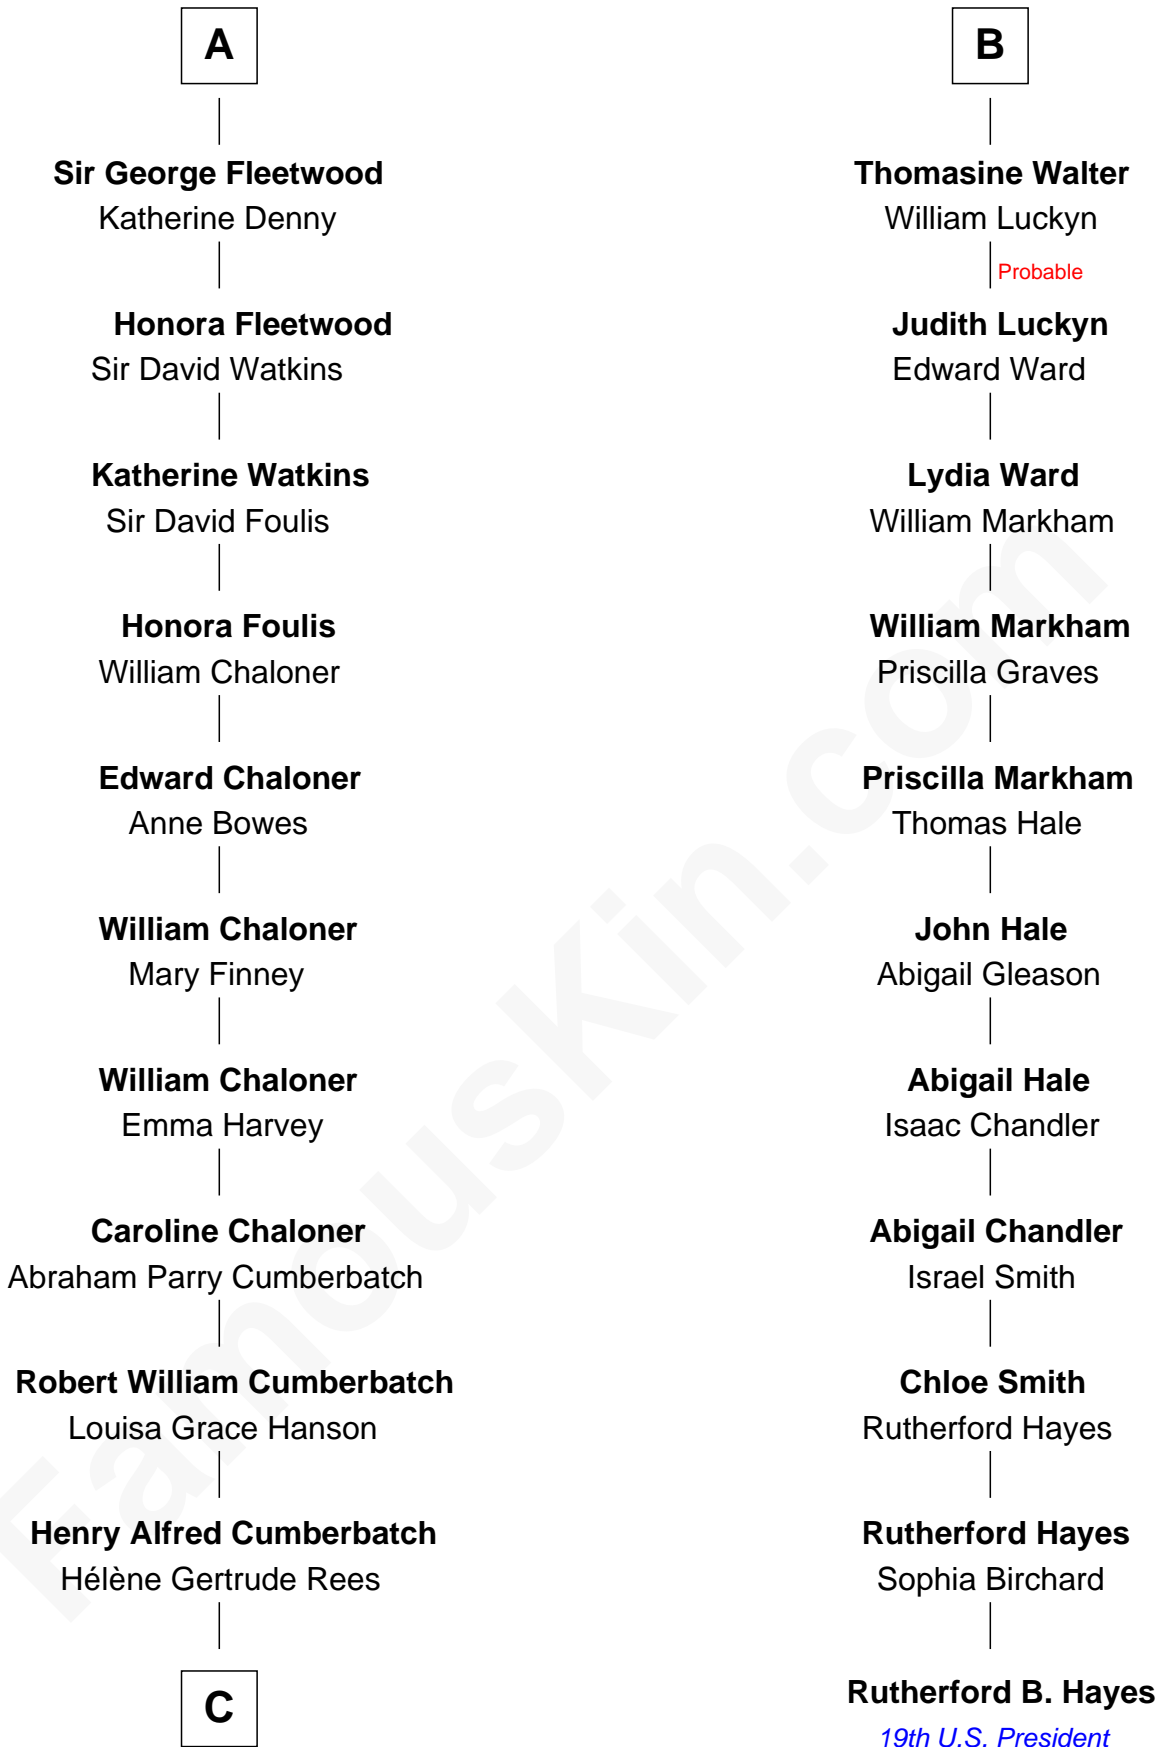 A
Sir George Fleetwood
Katherine Denny
Honora Fleetwood
Sir David Watkins
Katherine Watkins
Sir David Foulis
Honora Foulis
William Chaloner
Edward Chaloner
Anne Bowes
William Chaloner
Mary Finney
William Chaloner
Emma Harvey
Caroline Chaloner
Abraham Parry Cumberbatch
Robert William Cumberbatch
Louisa Grace Hanson
Henry Alfred Cumberbatch
Hélène Gertrude Rees
C
B
Thomasine Walter
William Luckyn
Probable
Judith Luckyn
Edward Ward
Lydia Ward
William Markham
William Markham
Priscilla Graves
Priscilla Markham
Thomas Hale
John Hale
Abigail Gleason
Abigail Hale
Isaac Chandler
Abigail Chandler
Israel Smith
Chloe Smith
Rutherford Hayes
Rutherford Hayes
Sophia Birchard
Rutherford B. Hayes
19th U.S. President
FamousKin.com